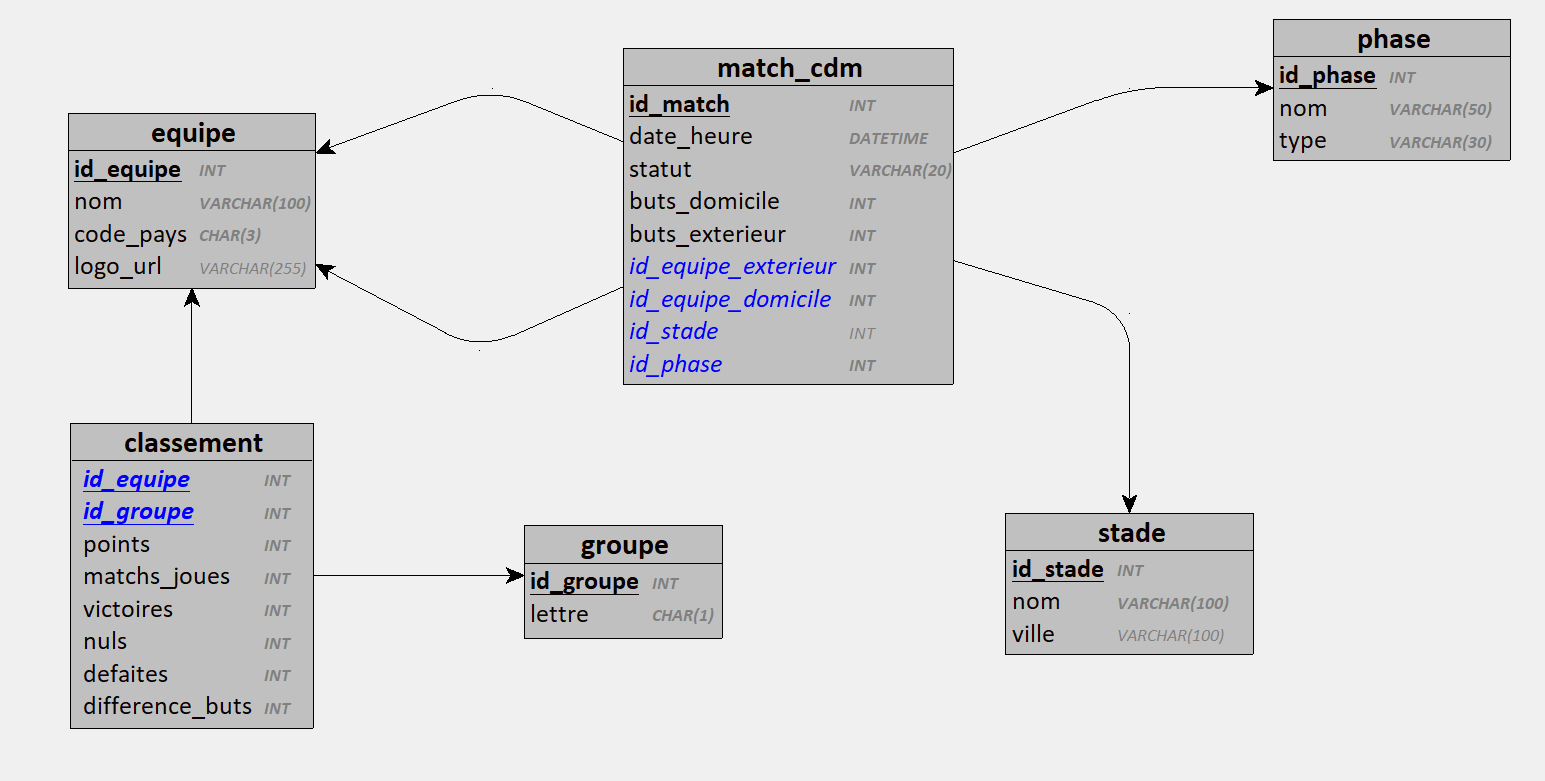 equipe
id_equipe INT
nom VARCHAR(100)
code_pays CHAR(3)
logo_url VARCHAR(255)
match_cdm
id_match INT
date_heure DATETIME
statut VARCHAR(20)
buts_domicile INT
buts_exterieur INT
id_equipe_exterieur INT
id_equipe_domicile INT
id_stade INT
id_phase INT
phase
id_phase INT
nom VARCHAR(50)
type VARCHAR(30)
classement
id_equipe INT
id_groupe INT
points INT
matchs_joues INT
victoires INT
nuls INT
defaites INT
difference_buts INT
groupe
id_groupe INT
lettre CHAR(1)
stade
id_stade INT
nom VARCHAR(100)
ville VARCHAR(100)